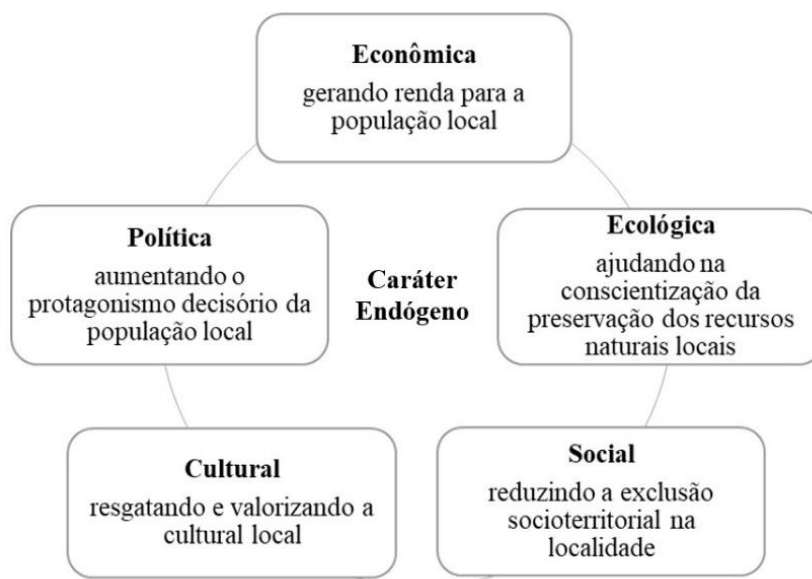 Econômica
gerando renda para a
população local
Política
aumentando o
protagonismo decisório da
população local
Caráter
Endógeno
Ecológica
ajudando na
conscientização da
preservação dos recursos
naturais locais
Cultural
resgatando e valorizando a
cultural local
Social
reduzindo a exclusão
socioterritorial na
localidade